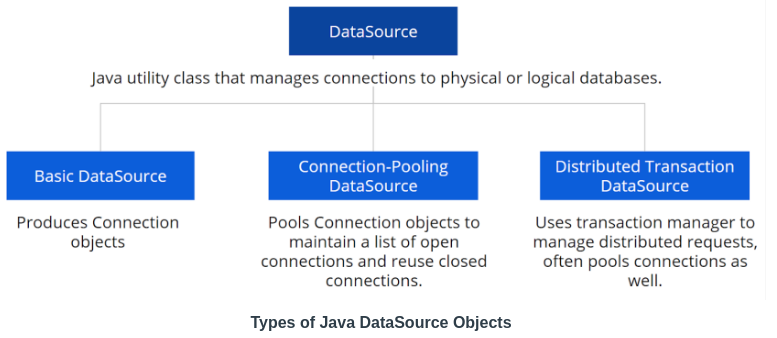 DataSource
Java utility class that manages connections to physical or logical databases.
Basic DataSource
Produces Connection
objects
Connection-Pooling
DataSource
Pools Connection objects to
maintain a list of open
connections and reuse closed
connections.
Distributed Transaction
DataSource
Uses transaction manager to
manage distributed requests,
often pools connections as
well.
Types of Java DataSource Objects